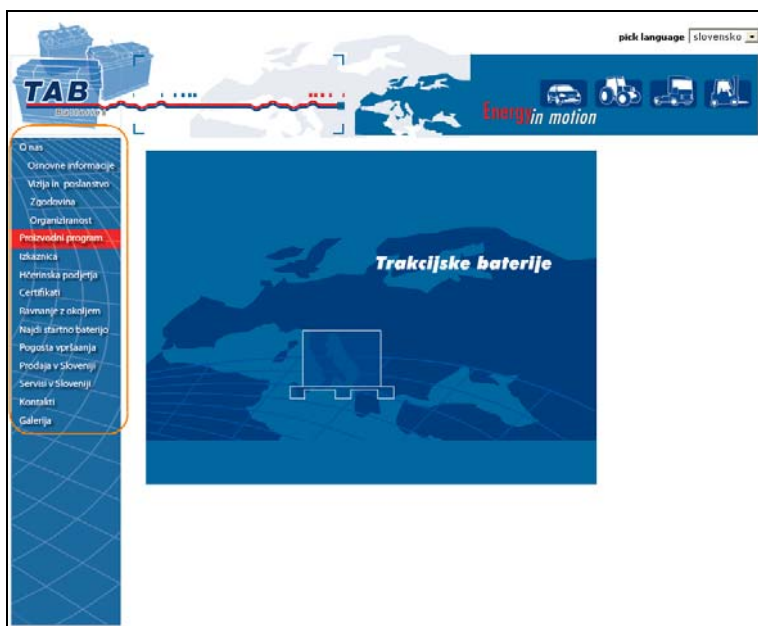 pick language slovensko
TAB
Energy in motion
O nas
Osnovne informacije
Vizija in poslanstvo
Zgodovina
Organiziranost
Proizvodni program
Izkaznica
Hčerinska podjetja
Certifikati
Ravnanje z okoljem
Najdi startno baterijo
Pogosta vpršaanja
Prodaja v Sloveniji
Servisi v Sloveniji
Kontakti
Galerija
Trakcijske baterije